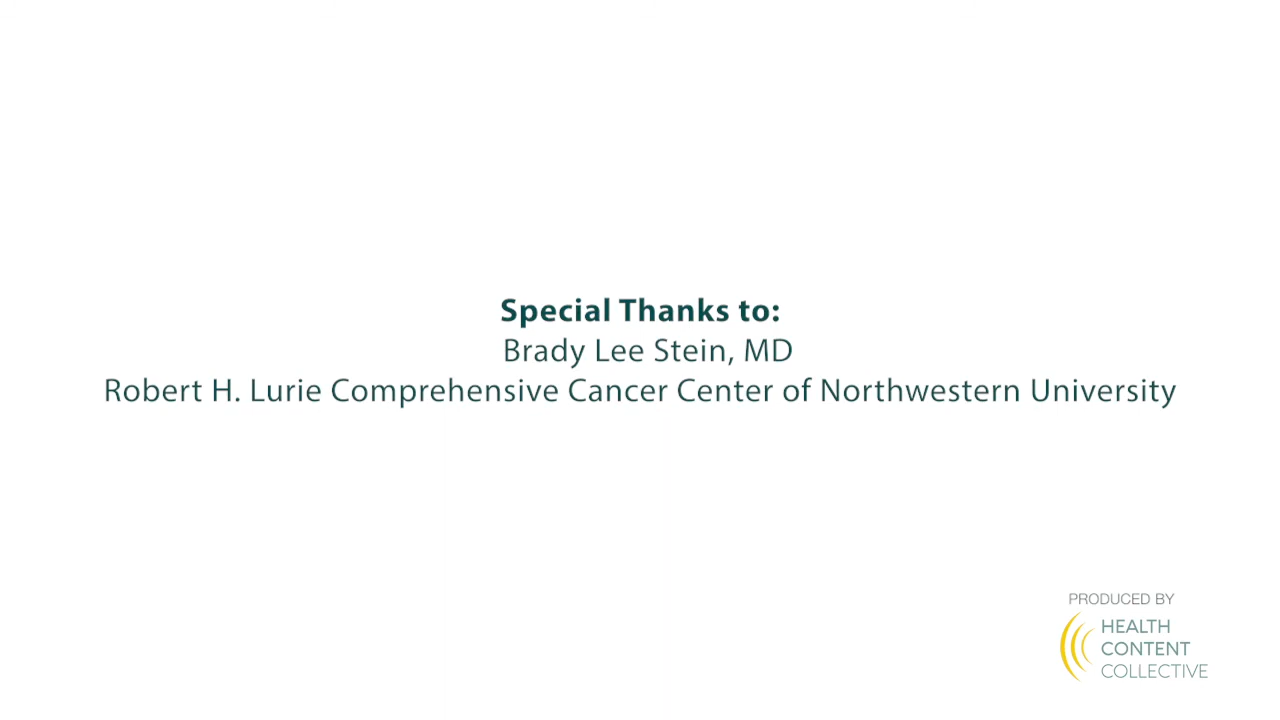 Special Thanks to:
Brady Lee Stein, MD
Robert H. Lurie Comprehensive Cancer Center of Northwestern University
PRODUCED BY
HEALTH
CONTENT
COLLECTIVE